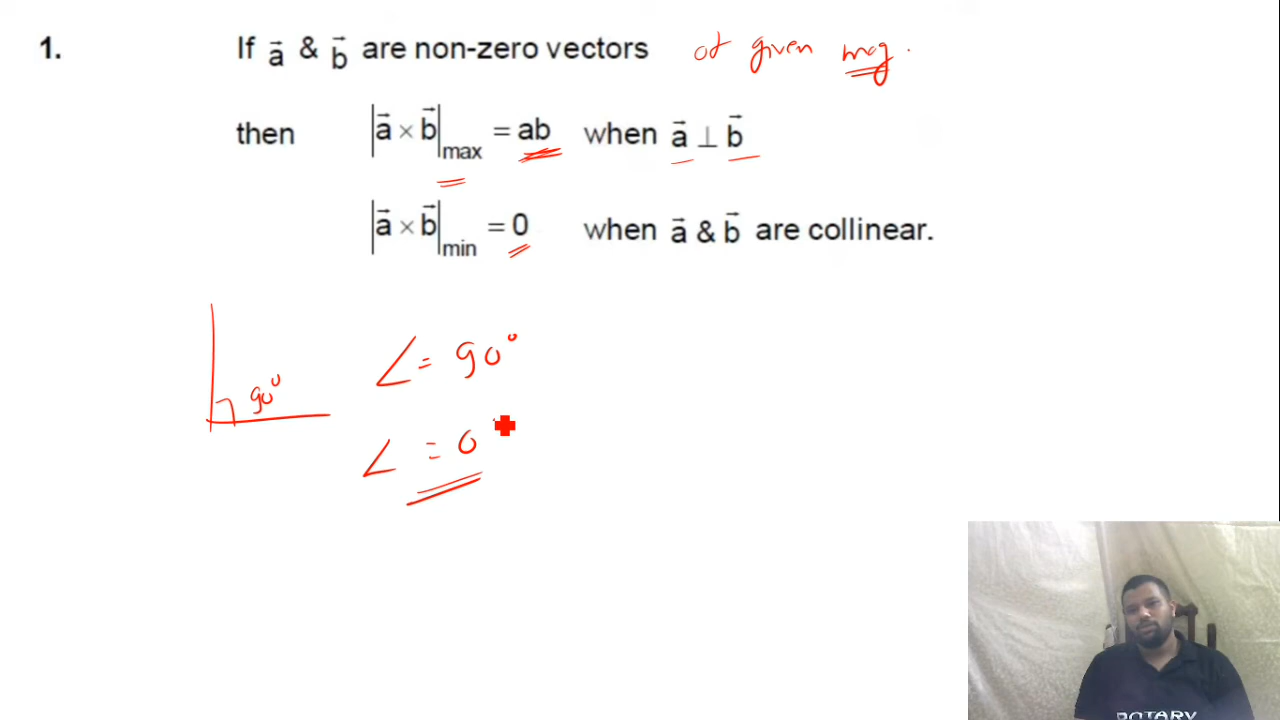 1. If a⃗ & b⃗ are non-zero vectors of given mag.
then |a⃗ × b⃗|max = ab when a⃗ ⊥ b⃗
|a⃗ × b⃗|min = 0 when a⃗ & b⃗ are collinear.
∠ = 90°
90°
∠ = 0
ROTARY